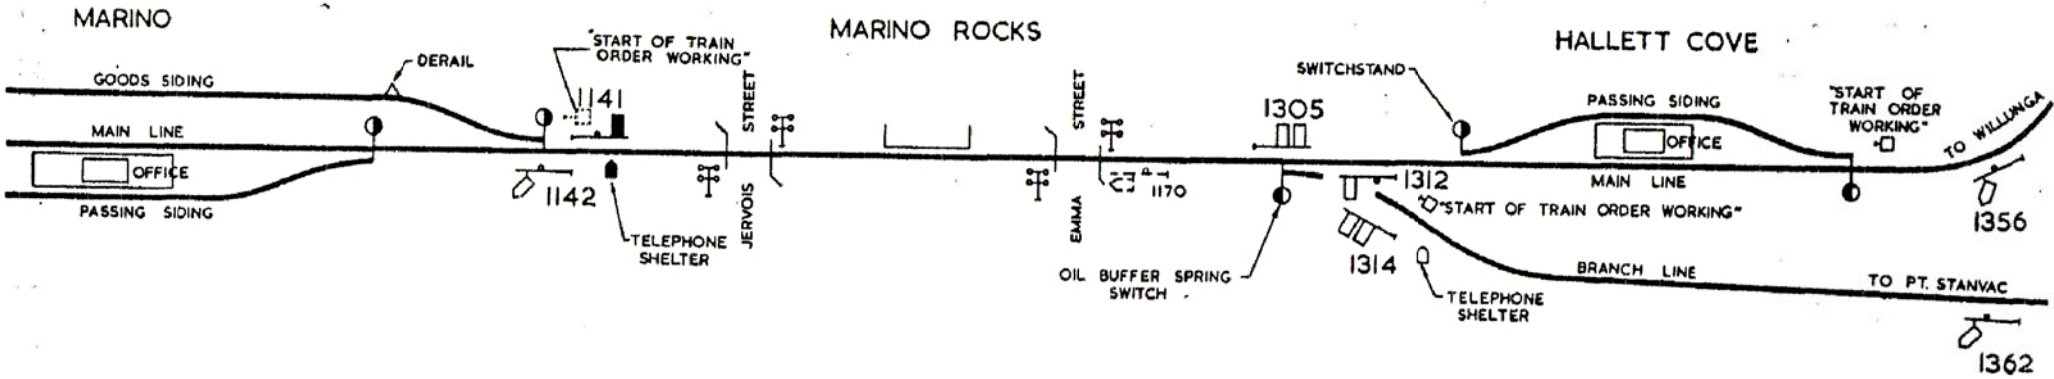 MARINO
MARINO ROCKS
HALLETT COVE
"START OF TRAIN
ORDER WORKING"
DERAIL
GOODS SIDING
1141
STREET
STREET
1305
SWITCHSTAND
PASSING SIDING
"START OF
TRAIN ORDER
WORKING"
TO WILLUNGA
MAIN LINE
OFFICE
OFFICE
PASSING SIDING
1142
JERVOIS
EMMA
1170
1312
MAIN LINE
"START OF TRAIN ORDER WORKING"
1356
TELEPHONE
SHELTER
OIL BUFFER SPRING
SWITCH
1314
BRANCH LINE
TO PT. STANVAC
TELEPHONE
SHELTER
1362